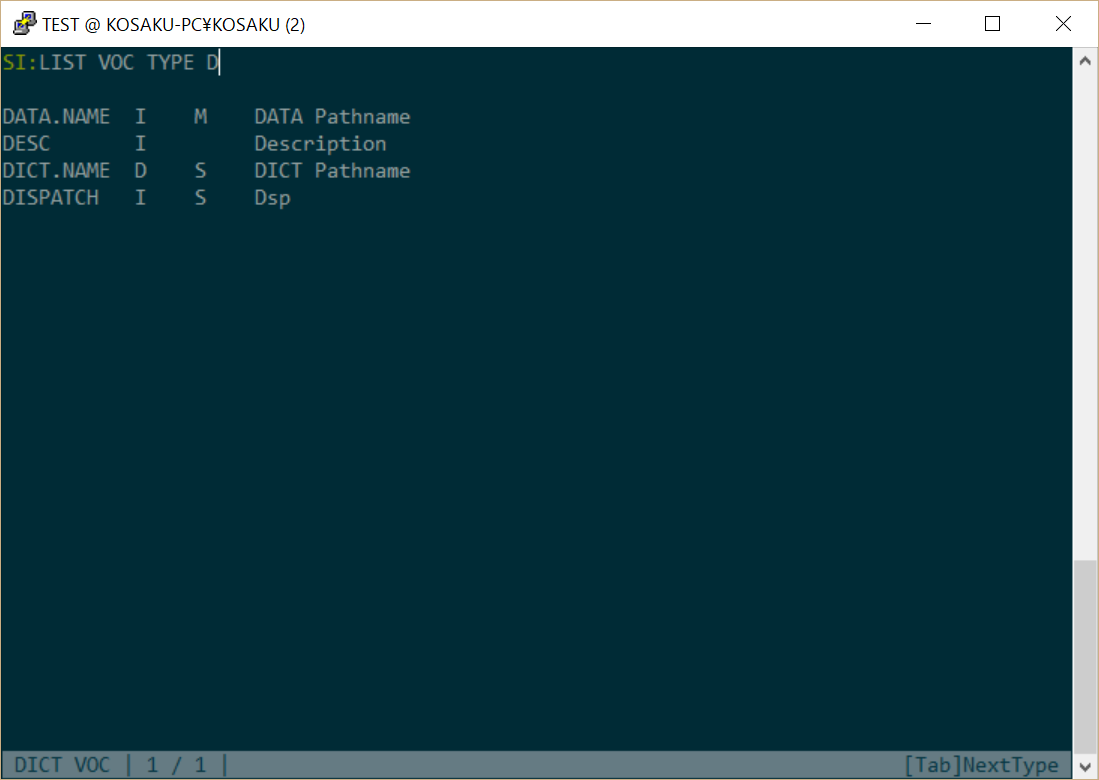 TEST @ KOSAKU-PC¥KOSAKU (2)
SI:LIST VOC TYPE D
DATA.NAME I M DATA Pathname
DESC I Description
DICT.NAME D S DICT Pathname
DISPATCH I S Dsp
DICT VOC | 1 / 1 | [Tab]NextType